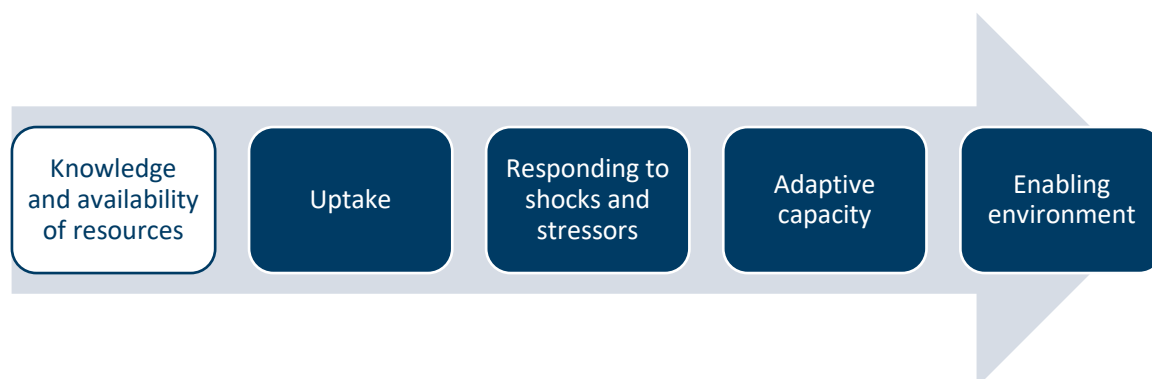 Knowledge
and availability
of resources
Uptake
Responding to
shocks and
stressors
Adaptive
capacity
Enabling
environment